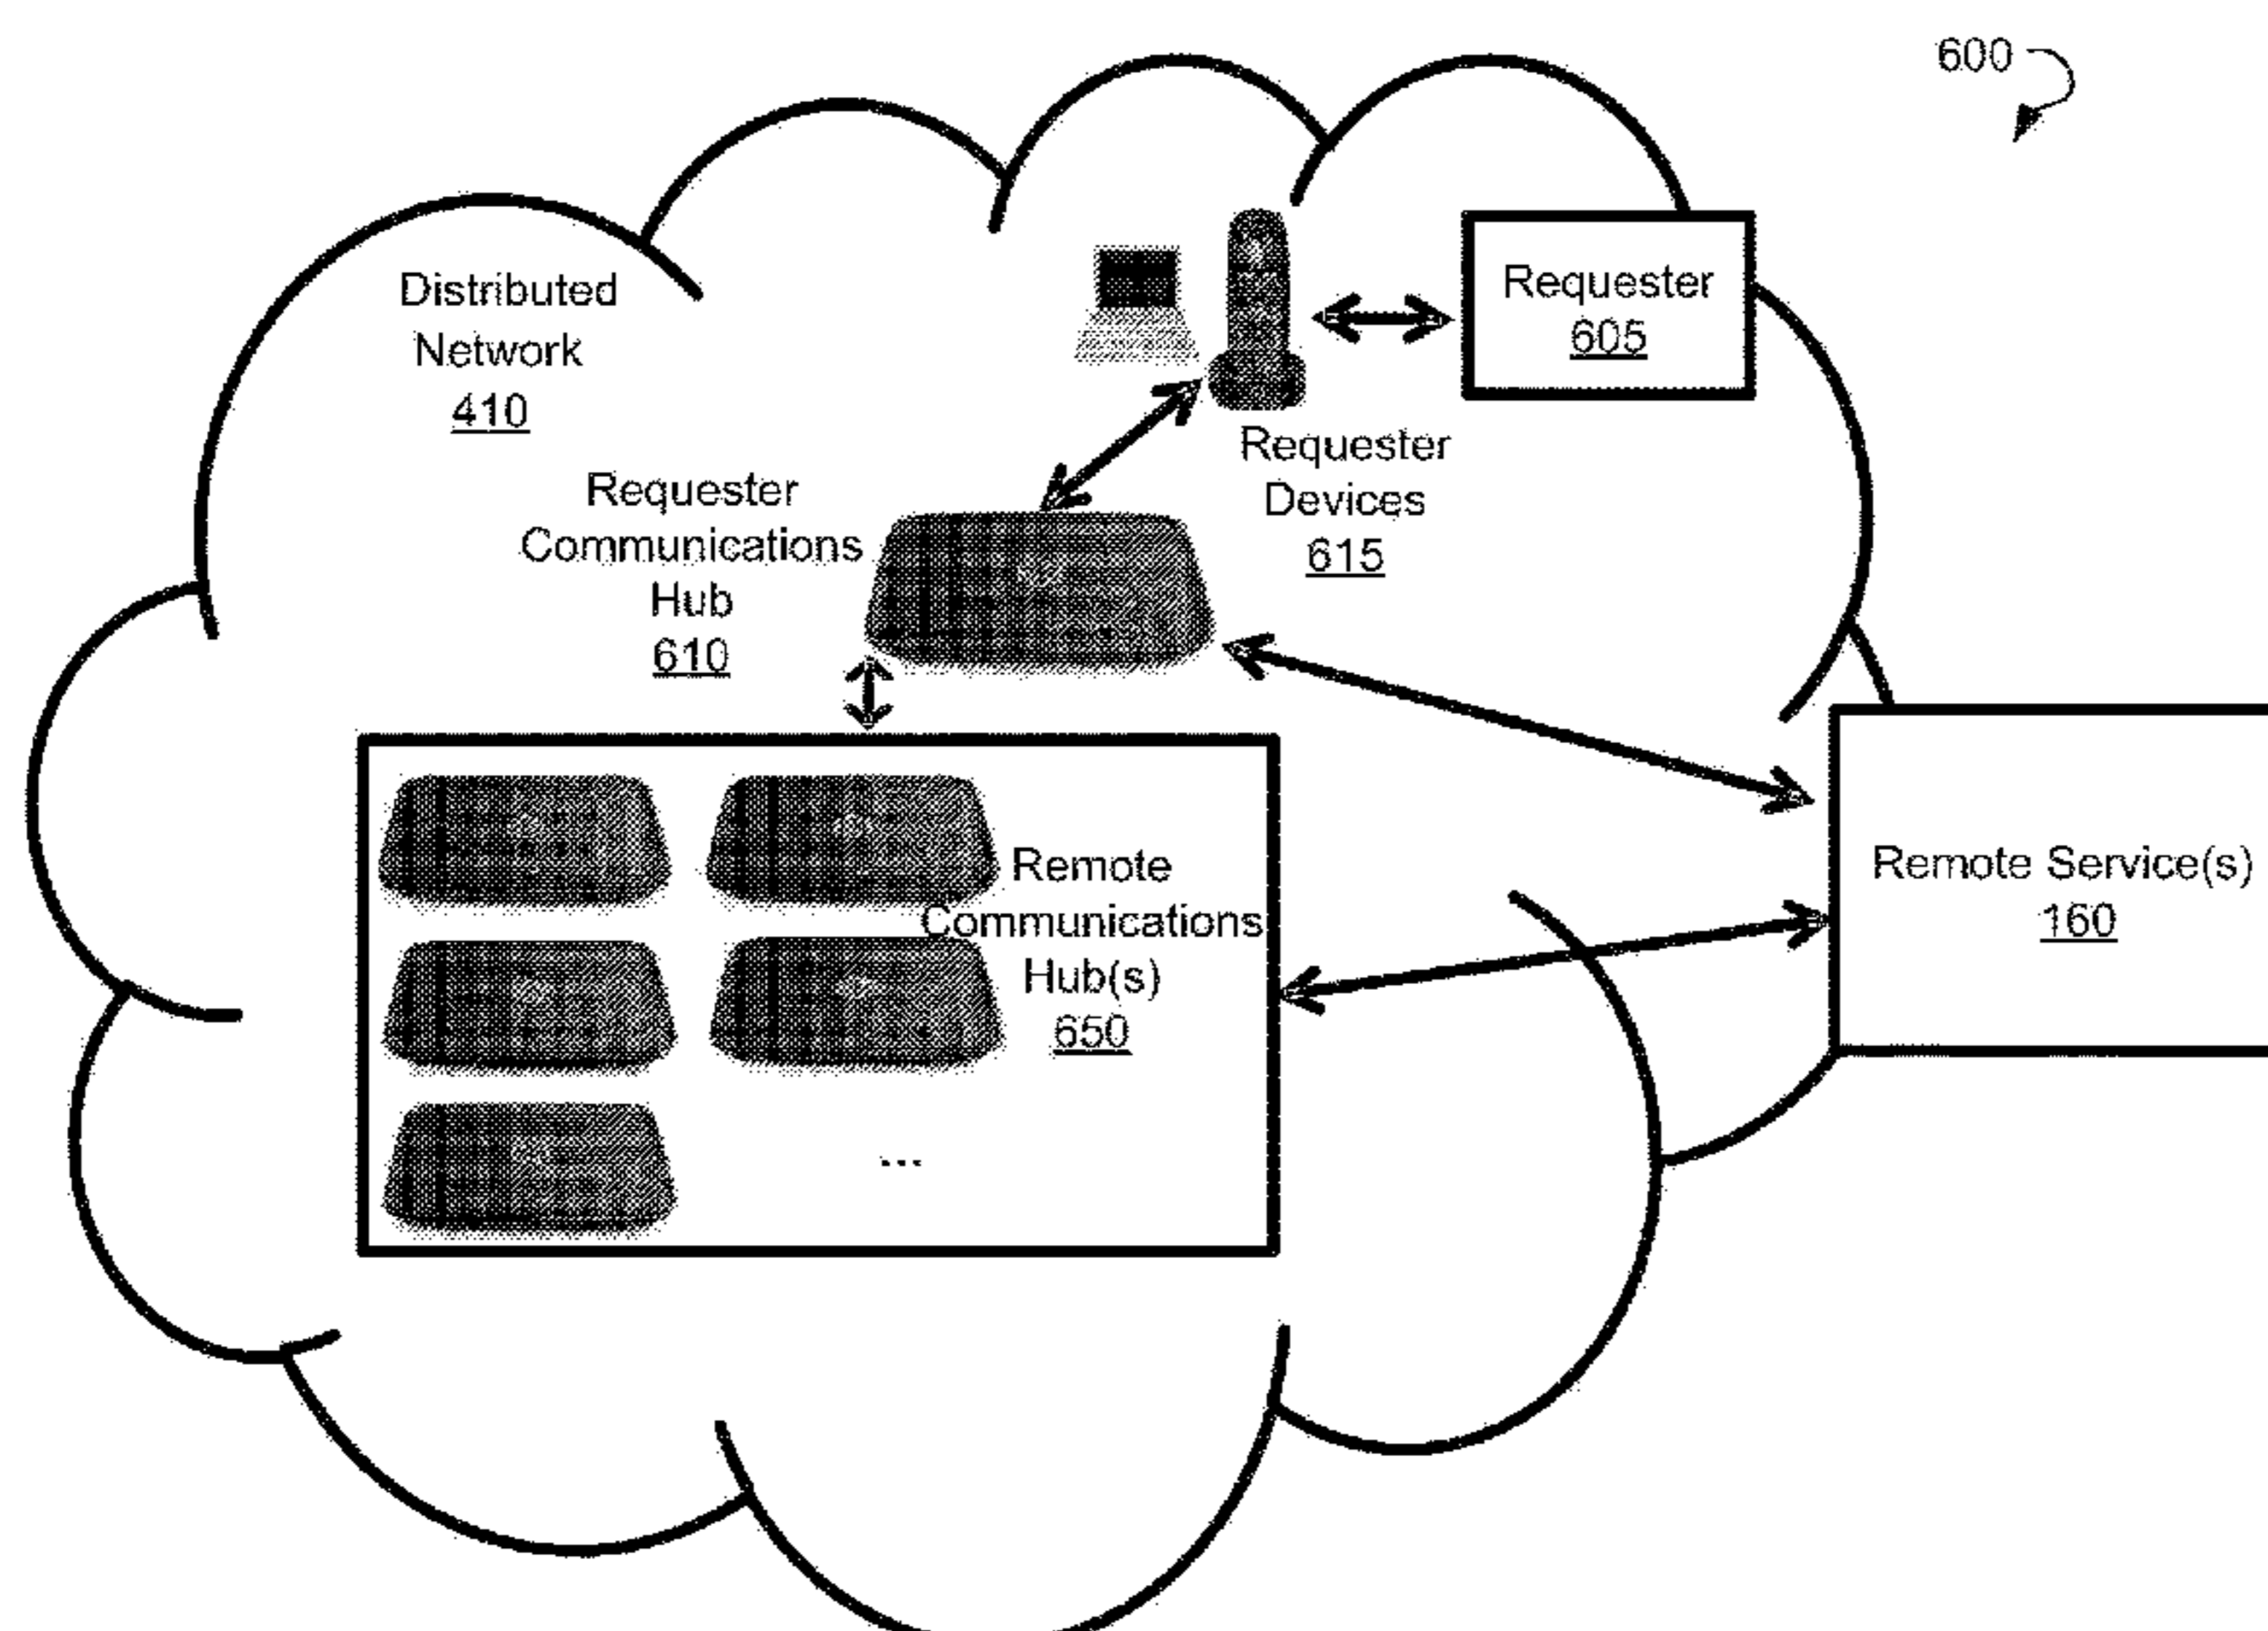 600
Distributed
Network
410
Requester
605
Requester
Devices
615
Requester
Communications
Hub
610
Remote
Communications
Hub(s)
650
...
Remote Service(s)
160